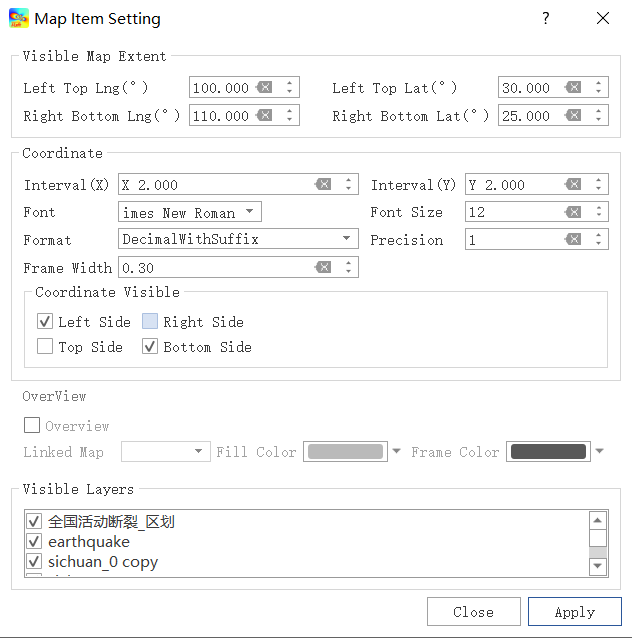 Map Item Setting ?
Visible Map Extent
Left Top Lng(°) 100.000 Left Top Lat(°) 30.000
Right Bottom Lng(°) 110.000 Right Bottom Lat(°) 25.000
Coordinate
Interval(X) X 2.000 Interval(Y) Y 2.000
Font imes New Roman Font Size 12
Format DecimalWithSuffix Precision 1
Frame Width 0.30
Coordinate Visible
Left Side Right Side
Top Side Bottom Side
OverView
Overview
Linked Map Fill Color Frame Color
Visible Layers
全国活动断裂_区划
earthquake
sichuan_0 copy
Close Apply